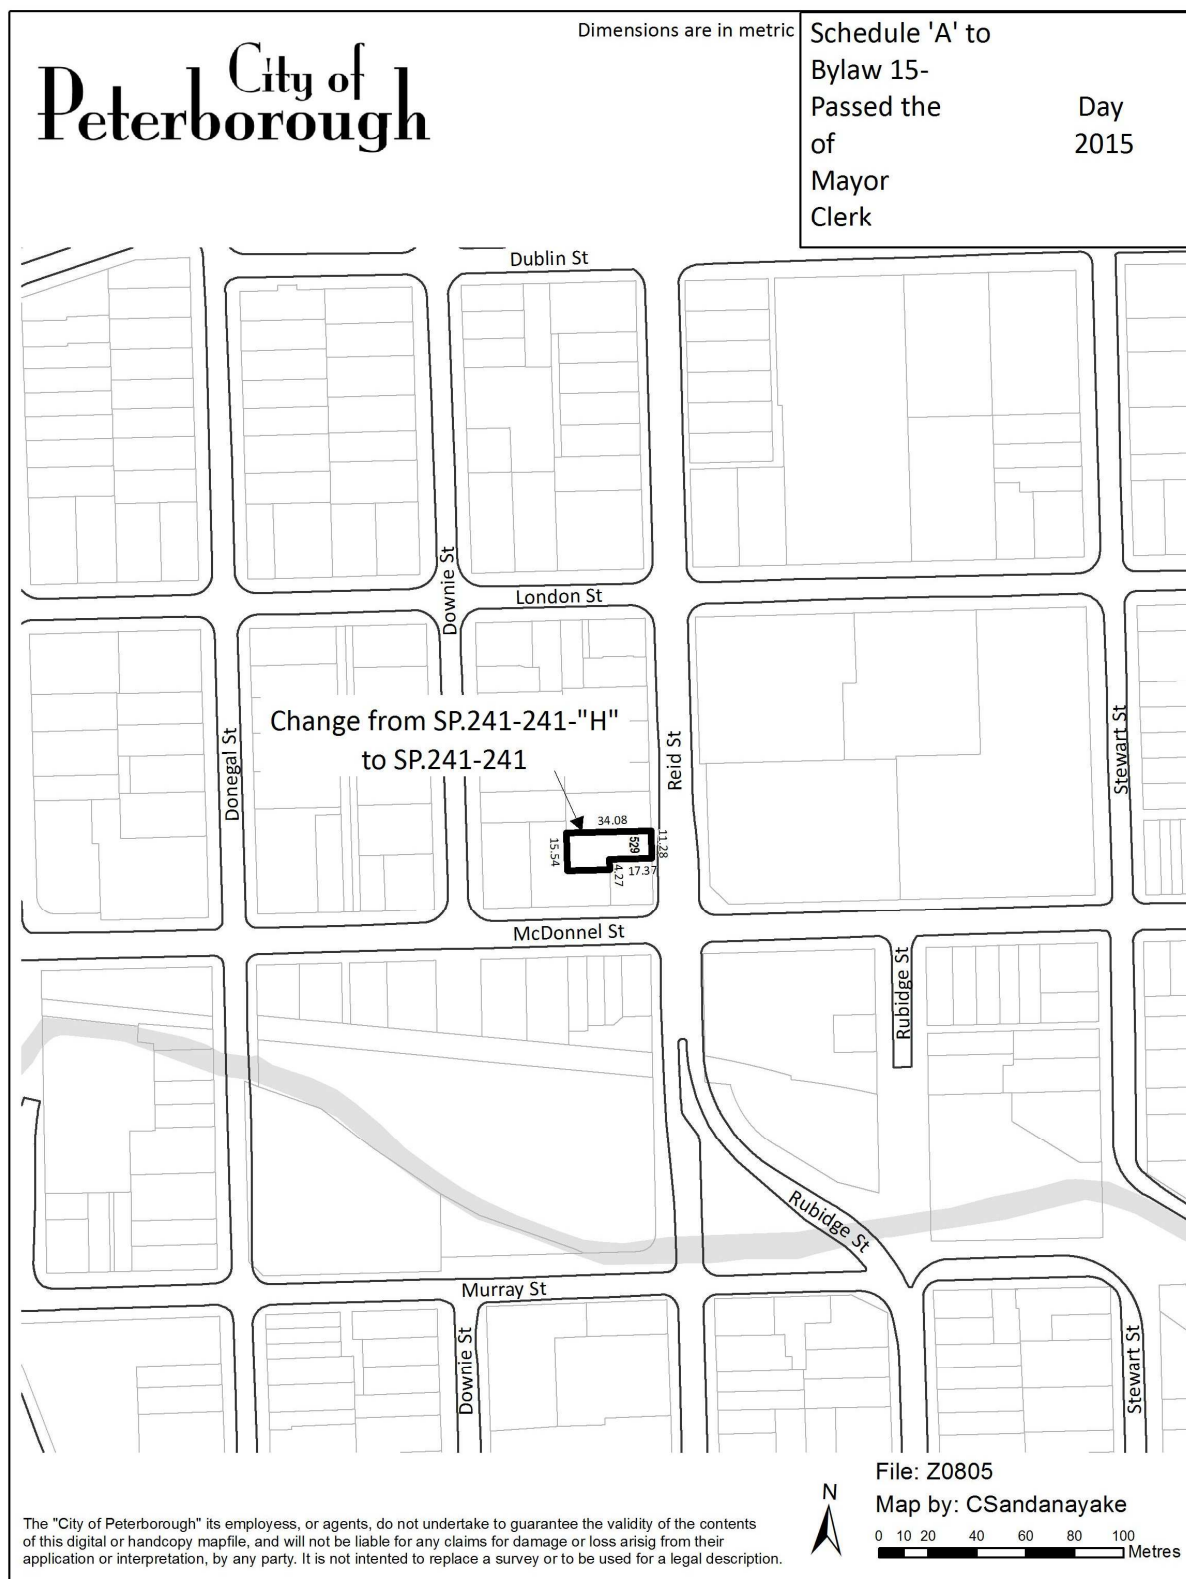 City of
Peterborough
Dimensions are in metric
Schedule 'A' to
Bylaw 15-
Passed the Day
of 2015
Mayor
Clerk
Dublin St
Downie St
London St
Change from SP.241-241-"H"
to SP.241-241
Donegal St
Reid St
Stewart St
34.08
15.54
529
11.28
4.27
17.37
McDonnel St
Rubidge St
Rubidge St
Murray St
Downie St
Stewart St
File: Z0805
N
Map by: CSandanayake
0 10 20 40 60 80 100
Metres
The "City of Peterborough" its employess, or agents, do not undertake to guarantee the validity of the contents
of this digital or handcopy mapfile, and will not be liable for any claims for damage or loss arisig from their
application or interpretation, by any party. It is not intended to replace a survey or to be used for a legal description.